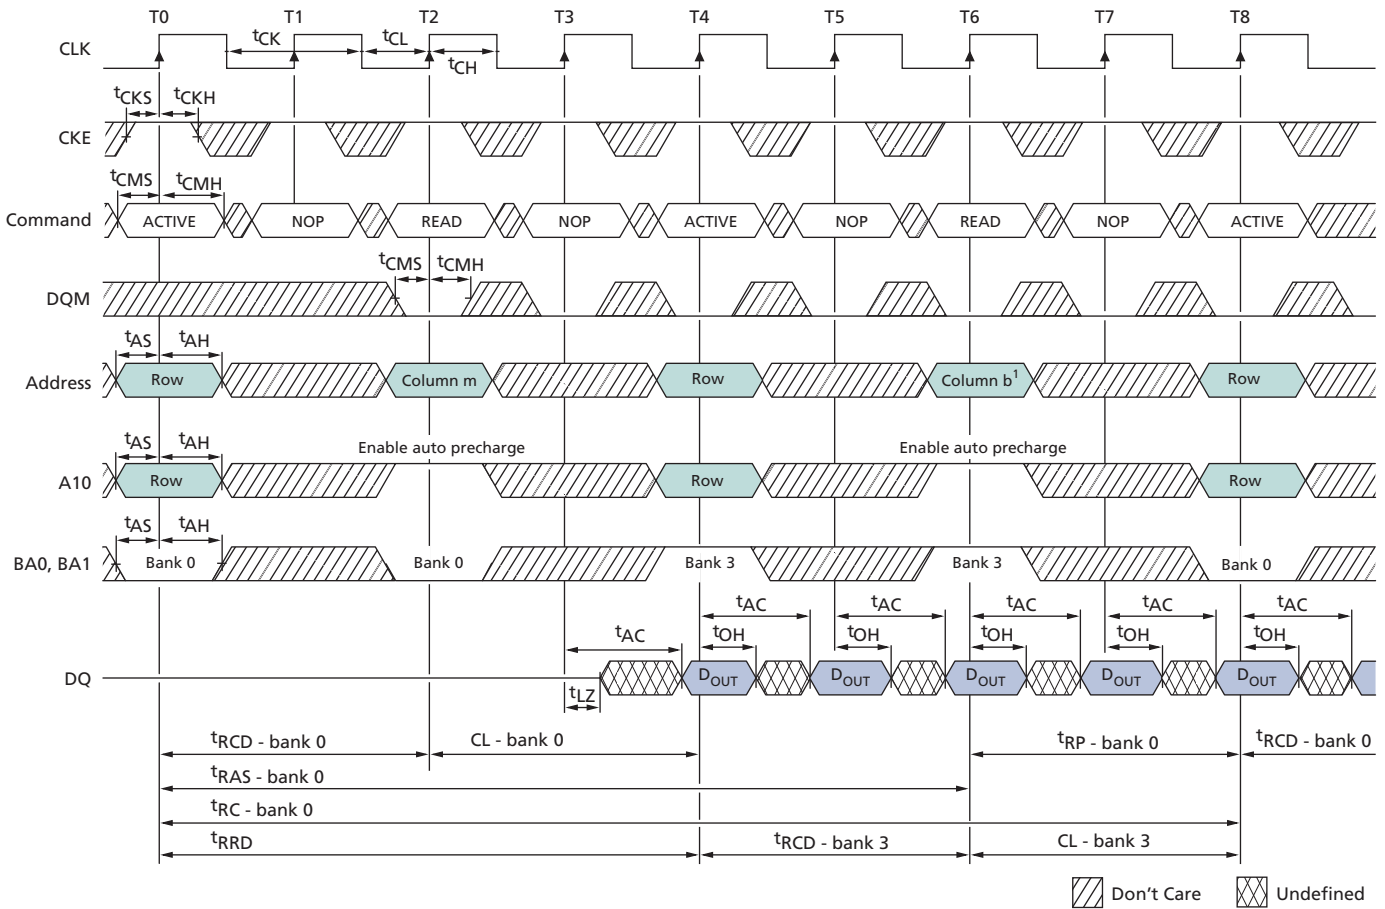 T0 T1 T2 T3 T4 T5 T6 T7 T8
CLK
tCK tCL
tCH
tCKS tCKH
CKE
tCMS tCMH
Command ACTIVE NOP READ NOP ACTIVE NOP READ NOP ACTIVE
tCMS tCMH
DQM
tAS tAH
Address Row Column m Row Column b1 Row
tAS tAH Enable auto precharge Enable auto precharge
A10 Row Row Row
tAS tAH
BA0, BA1 Bank 0 Bank 0 Bank 3 Bank 3 Bank 0
tAC tAC tAC tAC tAC
tAC tOH tOH tOH tOH tOH
DQ DOUT DOUT DOUT DOUT DOUT
tLZ
tRCD - bank 0 CL - bank 0 tRP - bank 0 tRCD - bank 0
tRAS - bank 0
tRC - bank 0
tRRD tRCD - bank 3 CL - bank 3
Don't Care Undefined